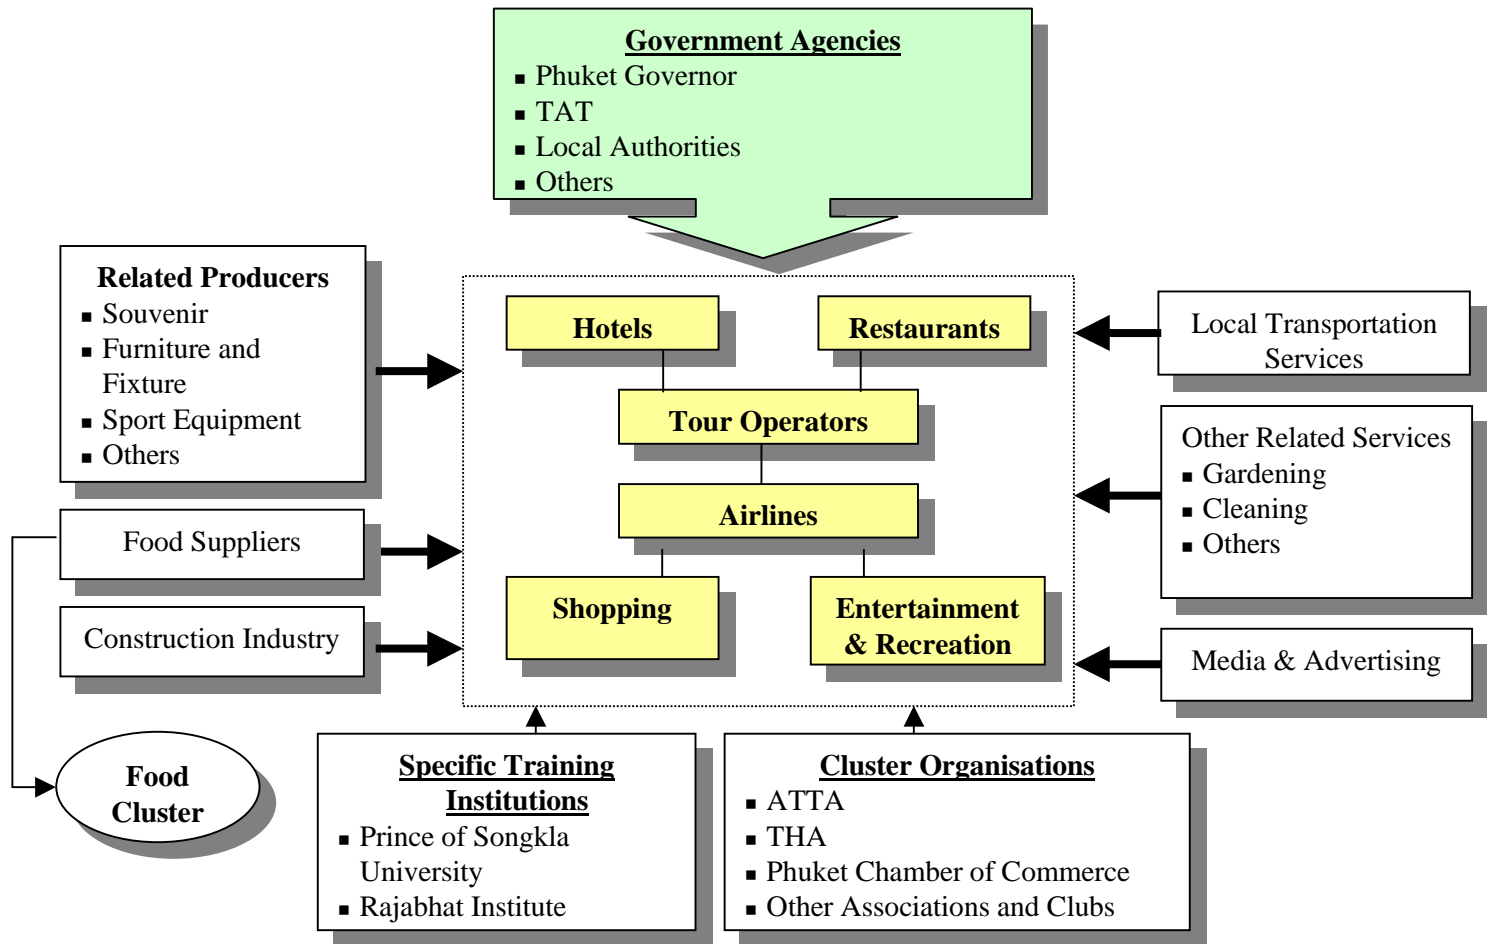 Government Agencies
▪ Phuket Governor
▪ TAT
▪ Local Authorities
▪ Others
Related Producers
▪ Souvenir
▪ Furniture and
Fixture
▪ Sport Equipment
▪ Others
Food Suppliers
Construction Industry
Food
Cluster
Hotels
Restaurants
Tour Operators
Airlines
Shopping
Entertainment
& Recreation
Local Transportation
Services
Other Related Services
▪ Gardening
▪ Cleaning
▪ Others
Media & Advertising
Specific Training
Institutions
▪ Prince of Songkla
University
▪ Rajabhat Institute
Cluster Organisations
▪ ATTA
▪ THA
▪ Phuket Chamber of Commerce
▪ Other Associations and Clubs